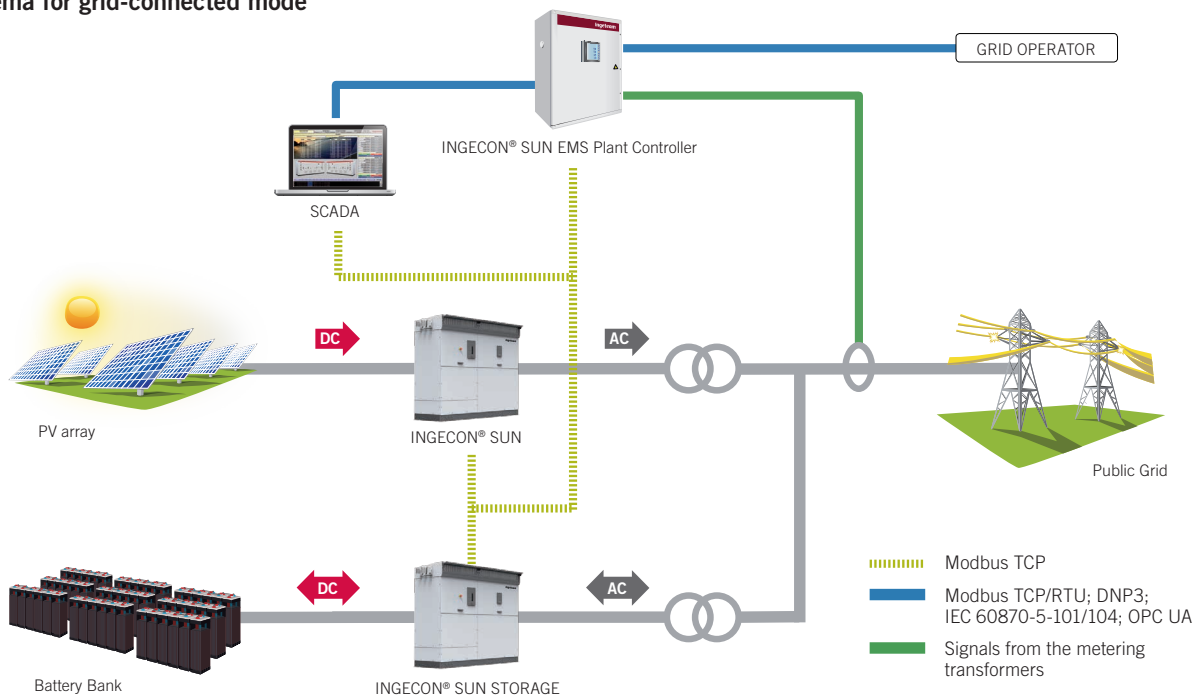 ema for grid-connected mode
ingeteam
GRID OPERATOR
INGECON® SUN EMS Plant Controller
SCADA
DC
AC
PV array
INGECON® SUN
Public Grid
DC
AC
Battery Bank
INGECON® SUN STORAGE
Modbus TCP
Modbus TCP/RTU; DNP3;
IEC 60870-5-101/104; OPC UA
Signals from the metering
transformers